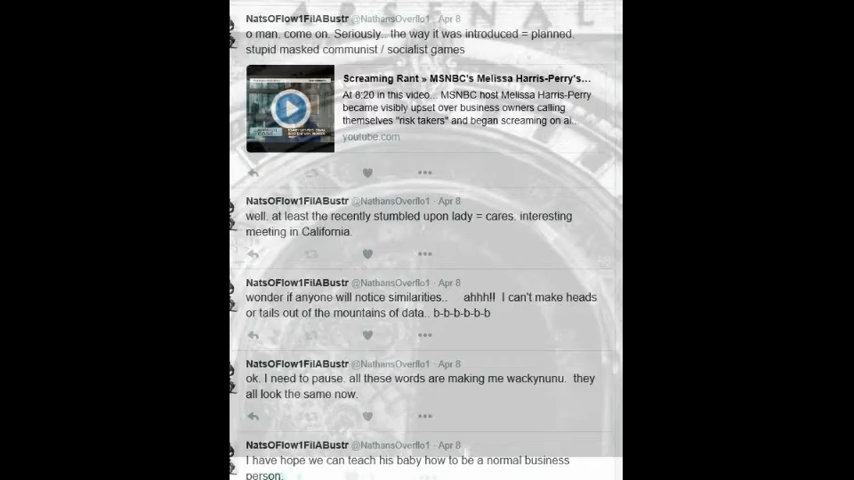 ARSENAL
NatsOFlow1FilABustr @NathansOverflo1 · Apr 8
o man. come on. Seriously.. the way it was introduced = planned.
stupid masked communist / socialist games
Screaming Rant » MSNBC's Melissa Harris-Perry's...
At 8:20 in this video... MSNBC host Melissa Harris-Perry
became visibly upset over business owners calling
themselves "risk takers" and began screaming on ai..
youtube.com
NatsOFlow1FilABustr @NathansOverflo1 · Apr 8
well. at least the recently stumbled upon lady = cares. interesting
meeting in California.
NatsOFlow1FilABustr @NathansOverflo1 · Apr 8
wonder if anyone will notice similarities.. ahhh!! I can't make heads
or tails out of the mountains of data.. b-b-b-b-b-b
NatsOFlow1FilABustr @NathansOverflo1 · Apr 8
ok. I need to pause. all these words are making me wackynunu. they
all look the same now.
NatsOFlow1FilABustr @NathansOverflo1 · Apr 8
I have hope we can teach his baby how to be a normal business
person.